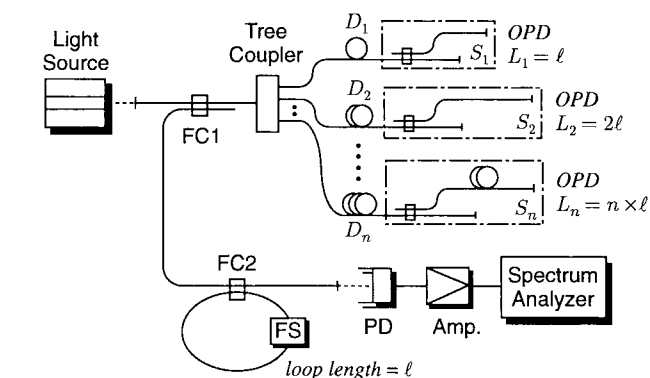 Light
Source
Tree
Coupler
FC1
D₁
S₁
OPD
L₁ = ℓ
D₂
S₂
OPD
L₂ = 2ℓ
Dₙ
Sₙ
OPD
Lₙ = n × ℓ
FC2
FS
loop length = ℓ
PD
Amp.
Spectrum
Analyzer